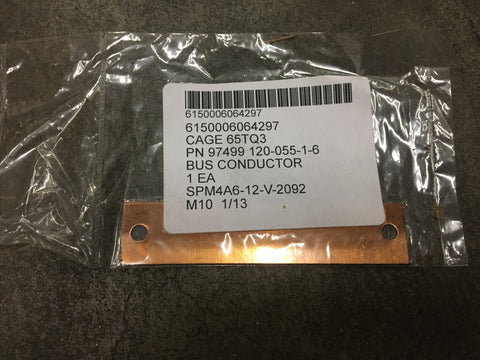 6150006064297
6150006064297
CAGE 65TQ3
PN 97499 120-055-1-6
BUS CONDUCTOR
1 EA
SPM4A6-12-V-2092
M10 1/13